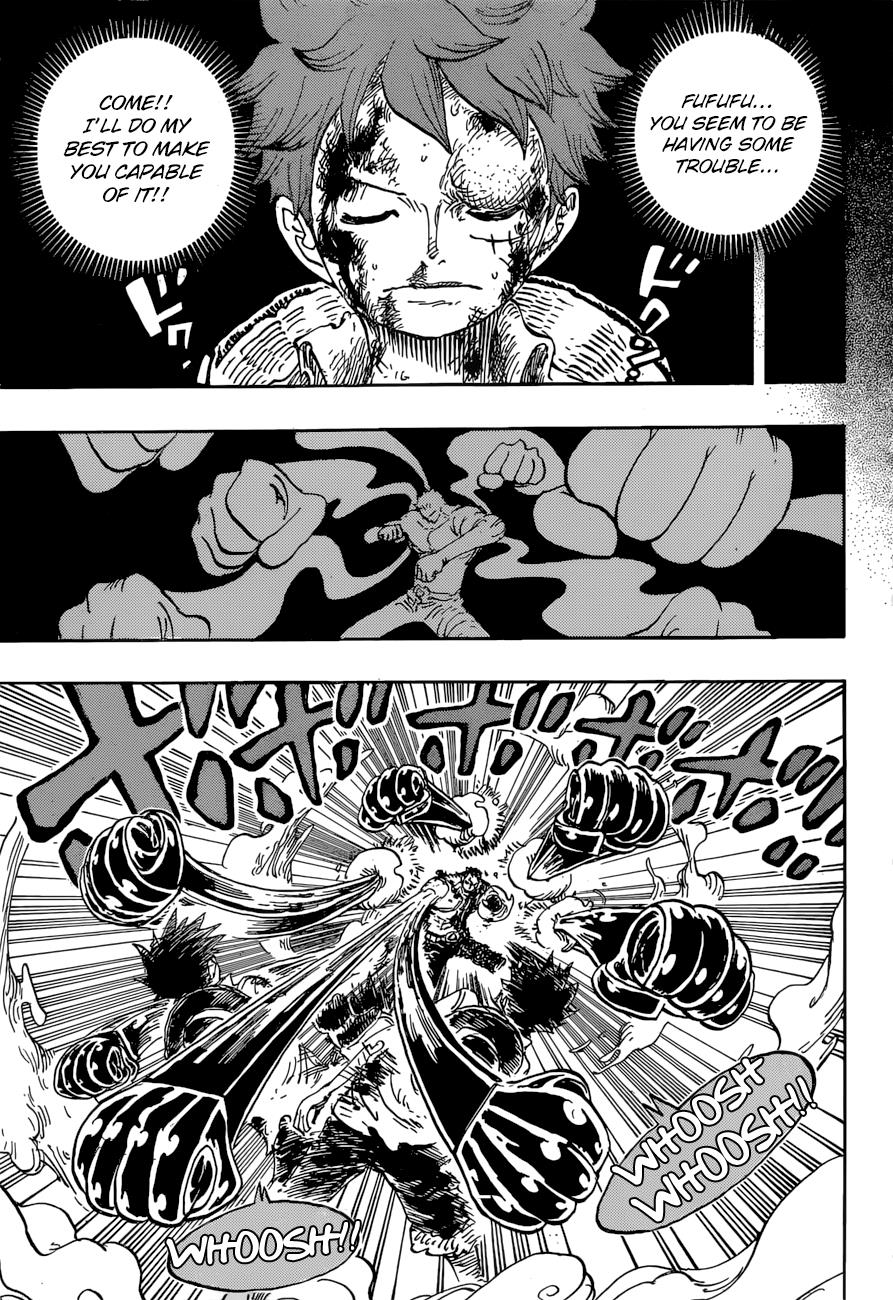 FUFUFU...
YOU SEEM TO BE
HAVING SOME
TROUBLE...
COME!!
I'LL DO MY
BEST TO MAKE
YOU CAPABLE
OF IT!!
ドク
ドクン
WHOOSH
WHOOSH!!
WHOOSH!!